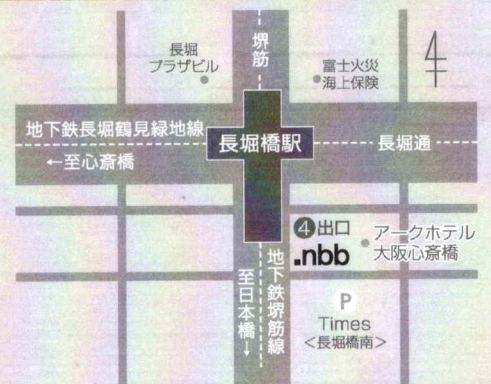 堺筋
長堀
プラザビル
富士火災
海上保険
地下鉄長堀鶴見緑地線
←至心斎橋
長堀橋駅
長堀通
❹出口
.nbb
アークホテル
大阪心斎橋
地下鉄堺筋線
至日本橋→
P
Times
<長堀橋南>